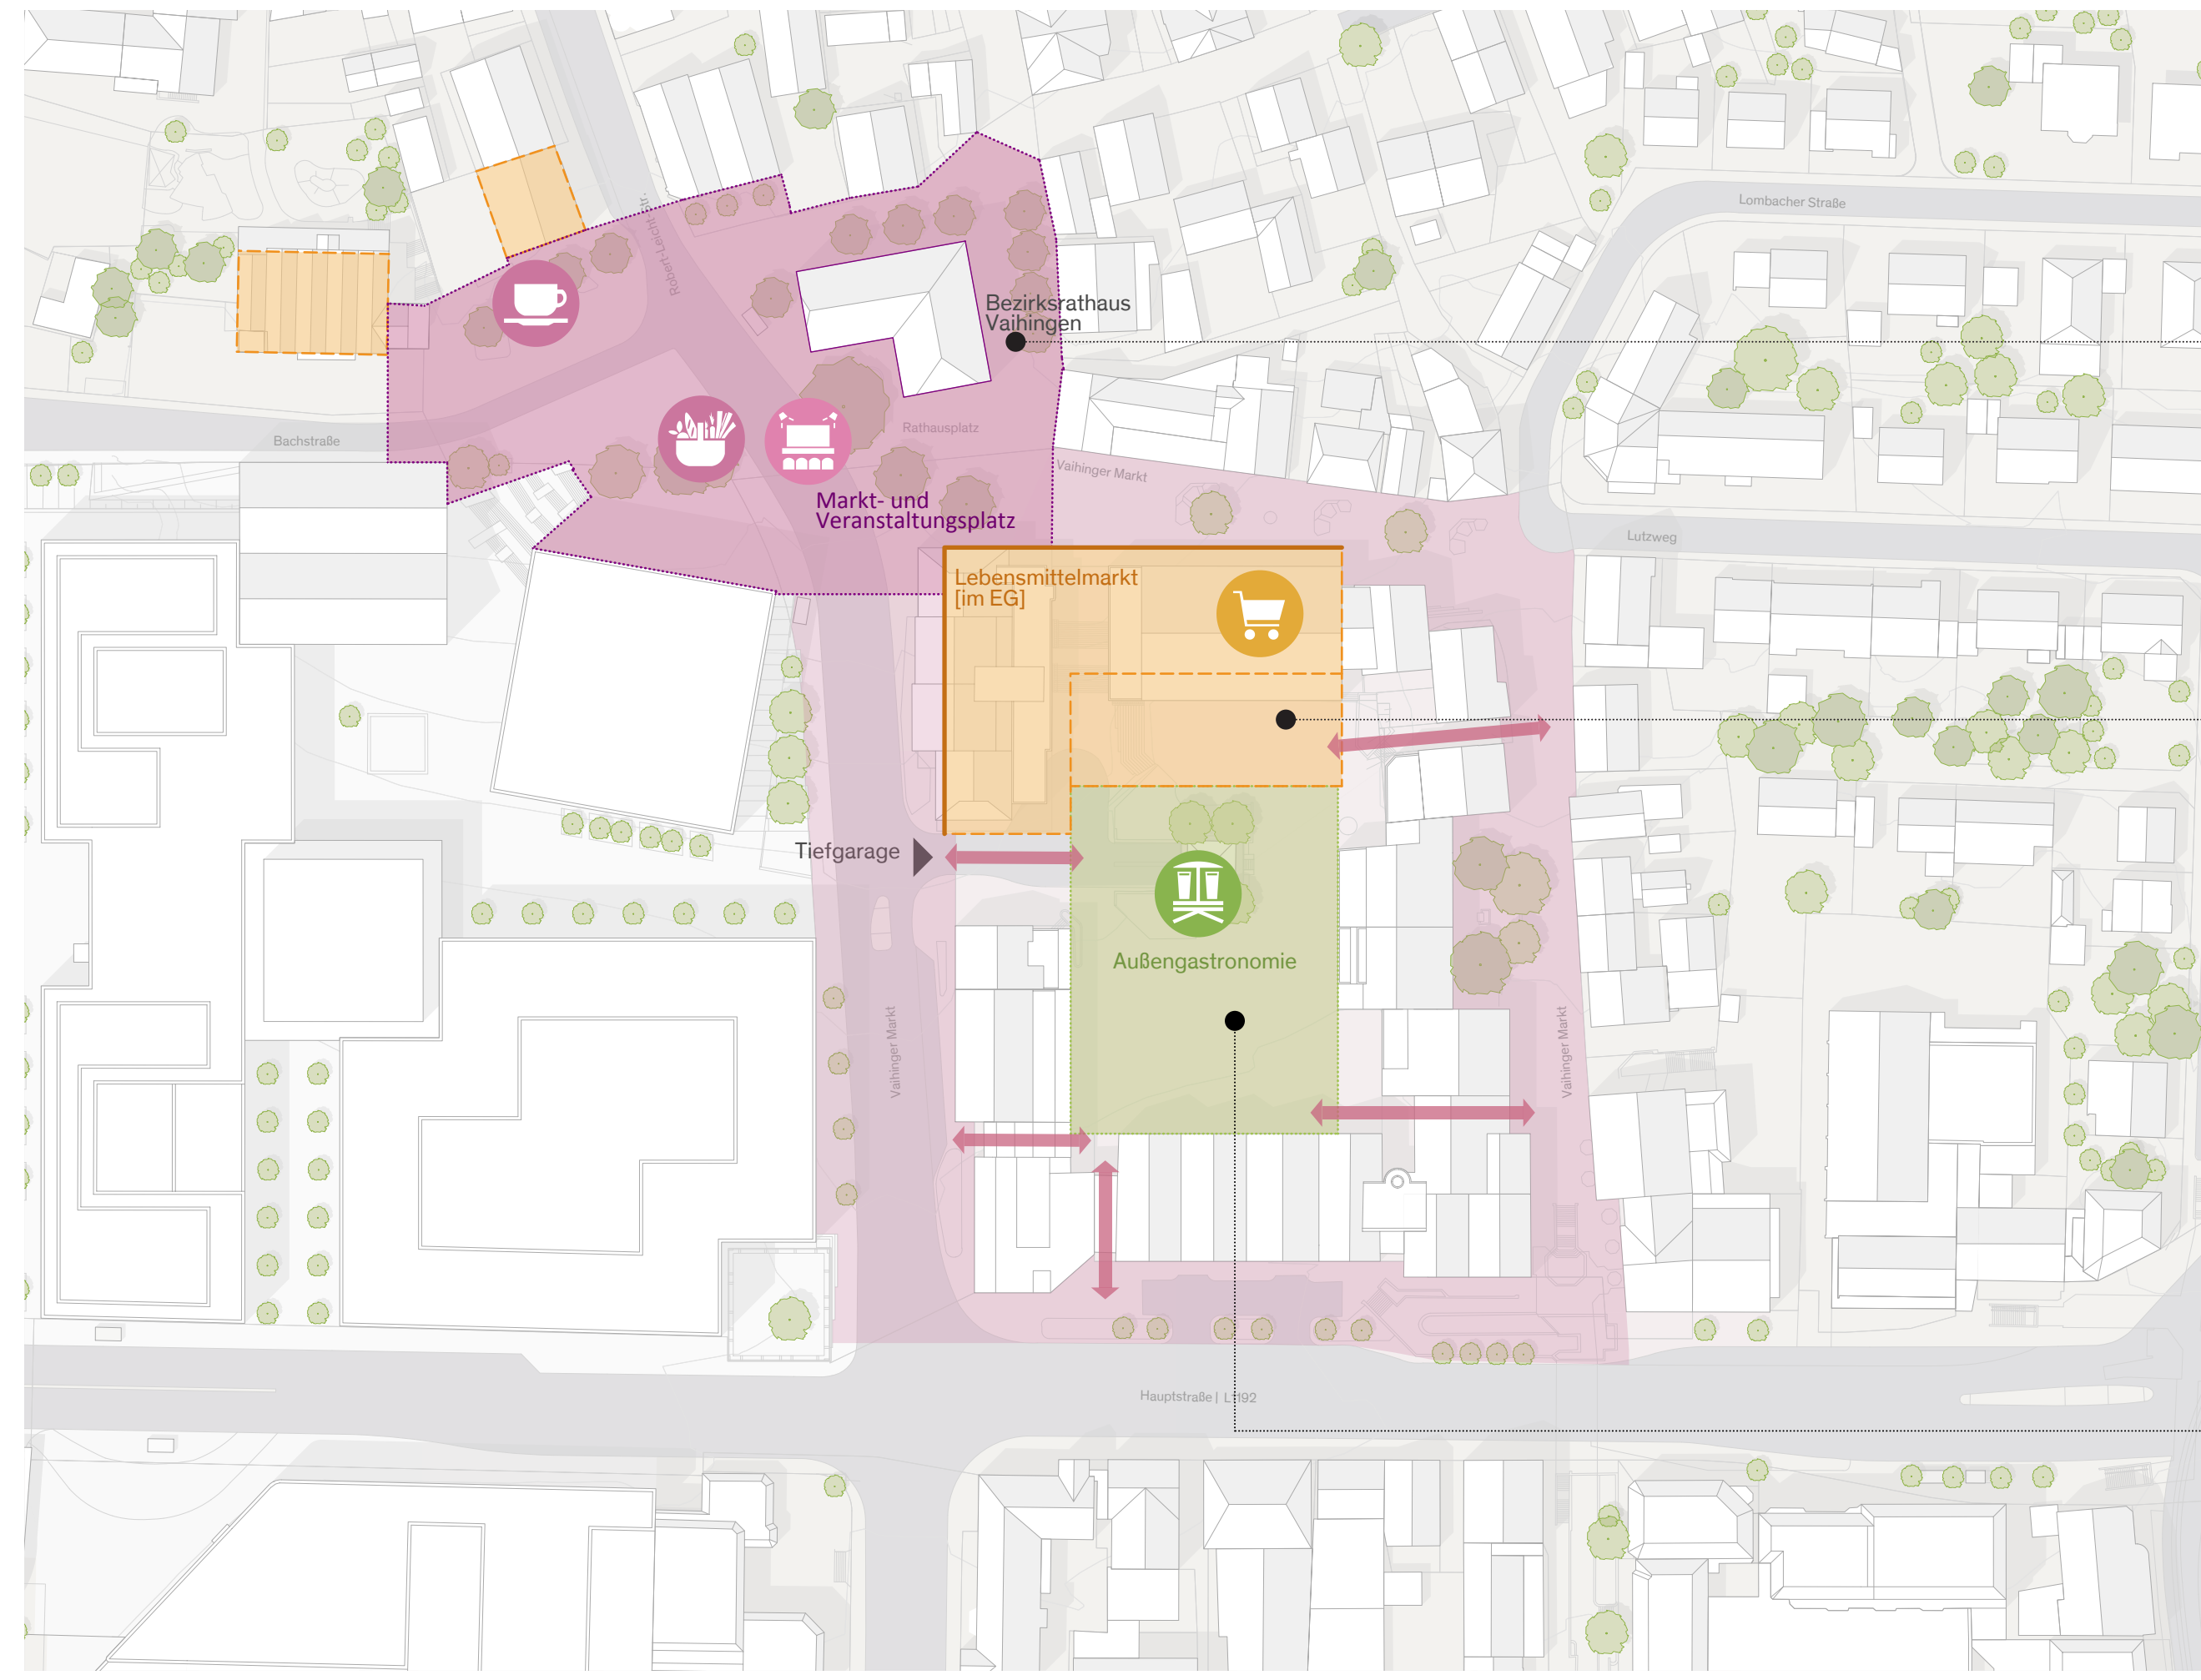 Lombacher Straße
Robert-Leicht-Str.
Bezirksrathaus
Vaihingen
Bachstraße
Rathausplatz
Vaihinger Markt
Markt- und
Veranstaltungsplatz
Lutzweg
Lebensmittelmarkt
[im EG]
Tiefgarage
Außengastronomie
Vaihinger Markt
Vaihinger Markt
Hauptstraße | L1192